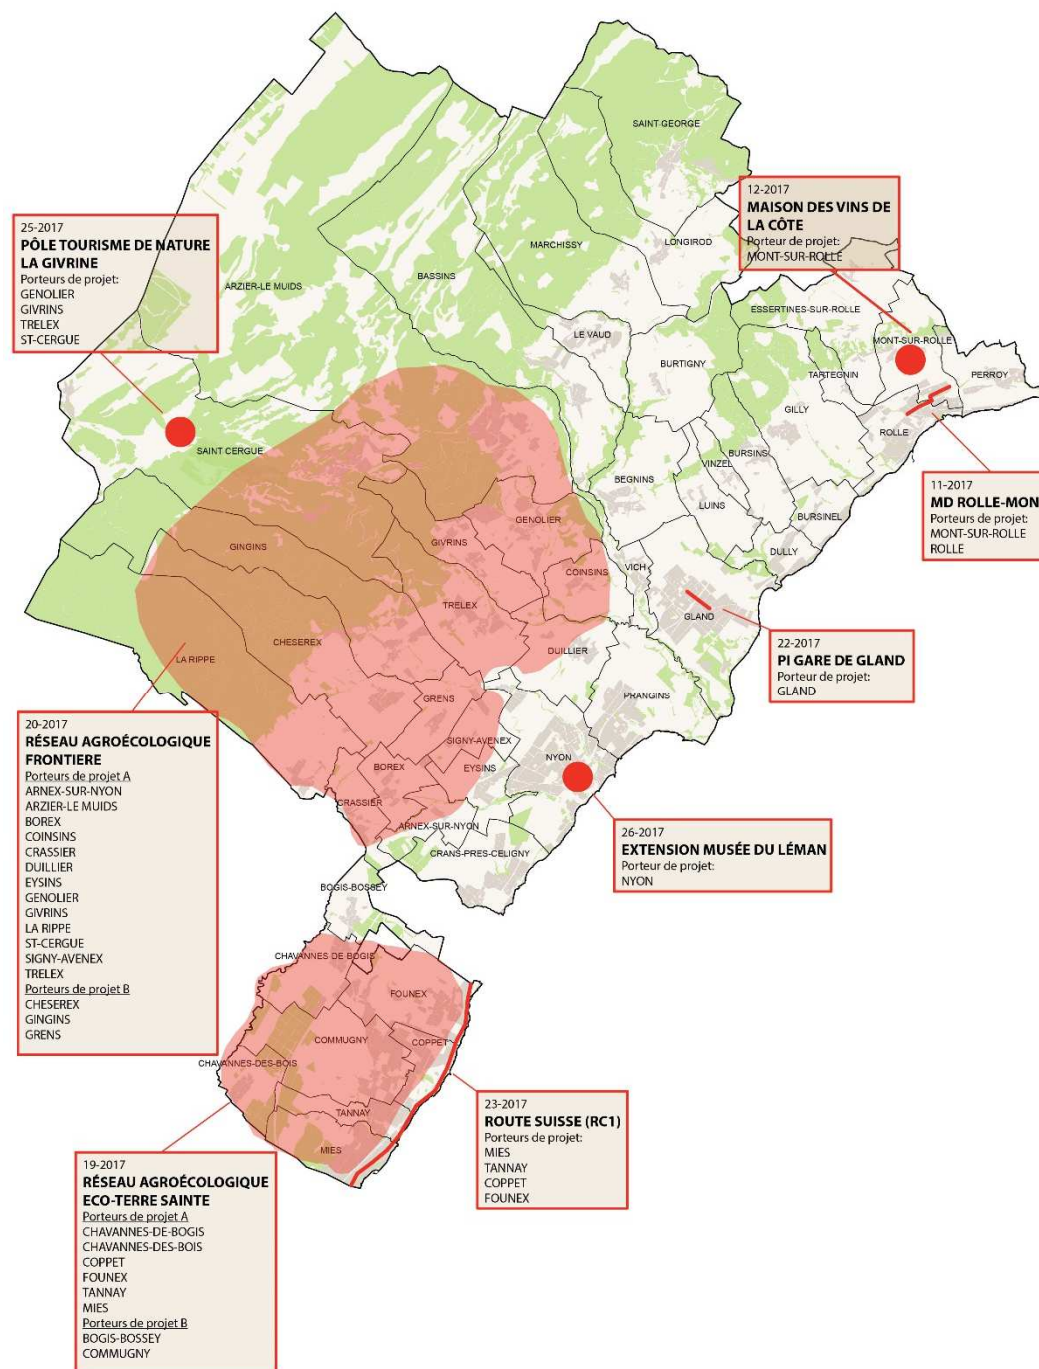 SAINT-GEORGE
12-2017
MAISON DES VINS DE
LA CÔTE
Porteur de projet:
MONT-SUR-ROLLE
25-2017
PÔLE TOURISME DE NATURE
LA GIVRINE
Porteurs de projet:
GENOLIER
GIVRINS
TRELEX
ST-CERGUE
LONGIROD
MARCHISSY
BASSINS
ARZIER-LE MUIDS
ESSERTINES-SUR-ROLLE
LE VAUD
MONT-SUR-ROLLE
BURTIGNY
TARTEGNIN
PERROY
GILLY
ROLLE
SAINT CERGUE
BURSINS
VINZEL
BEGNINS
LUINS
BURSINEL
11-2017
MD ROLLE-MON
Porteurs de projet:
MONT-SUR-ROLLE
ROLLE
GENOLIER
GIVRINS
GINGINS
DULLY
VICH
COINSINS
TRELEX
GLAND
CHESEREX
DUILLIER
LA RIPPE
22-2017
PI GARE DE GLAND
Porteur de projet:
GLAND
GRENS
PRANGINS
SIGNY-AVENEX
NYON
BOREX
EYSINS
CRASSIER
ARNEX-SUR-NYON
CRANS-PRES-CELIGNY
20-2017
RÉSEAU AGROÉCOLOGIQUE
FRONTIERE
Porteurs de projet A
ARNEX-SUR-NYON
ARZIER-LE MUIDS
BOREX
COINSINS
CRASSIER
DUILLIER
EYSINS
GENOLIER
GIVRINS
LA RIPPE
ST-CERGUE
SIGNY-AVENEX
TRELEX
Porteurs de projet B
CHESEREX
GINGINS
GRENS
26-2017
EXTENSION MUSÉE DU LÉMAN
Porteur de projet:
NYON
BOGIS-BOSSEY
CHAVANNES DE BOGIS
FOUNEX
COMMUGNY
COPPET
CHAVANNES-DES-BOIS
TANNAY
MIES
23-2017
ROUTE SUISSE (RC1)
Porteurs de projet:
MIES
TANNAY
COPPET
FOUNEX
19-2017
RÉSEAU AGROÉCOLOGIQUE
ECO-TERRE SAINTE
Porteurs de projet A
CHAVANNES-DE-BOGIS
CHAVANNES-DES-BOIS
COPPET
FOUNEX
TANNAY
MIES
Porteurs de projet B
BOGIS-BOSSEY
COMMUGNY